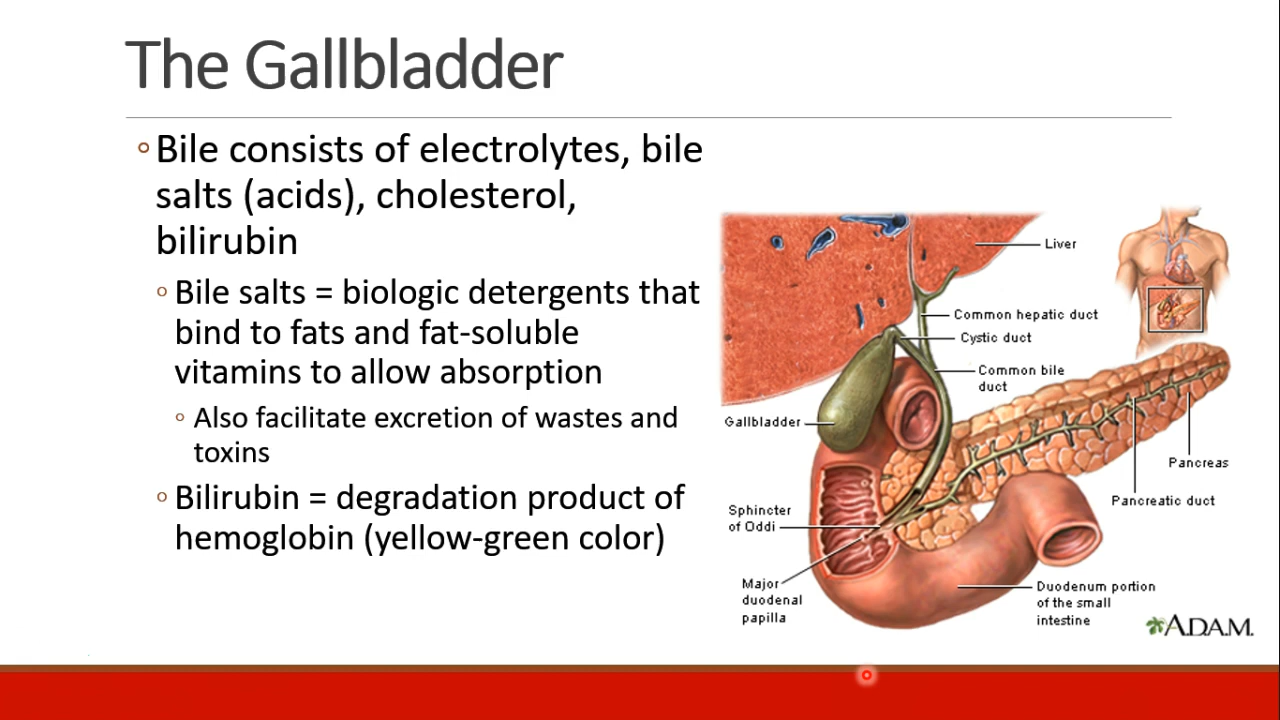 The Gallbladder
Bile consists of electrolytes, bile
salts (acids), cholesterol,
bilirubin
Bile salts = biologic detergents that
bind to fats and fat-soluble
vitamins to allow absorption
Also facilitate excretion of wastes and
toxins
Bilirubin = degradation product of
hemoglobin (yellow-green color)
Liver
Common hepatic duct
Cystic duct
Common bile
duct
Gallbladder
Pancreas
Pancreatic duct
Sphincter
of Oddi
Major
duodenal
papilla
Duodenum portion
of the small
intestine
A.D.A.M.